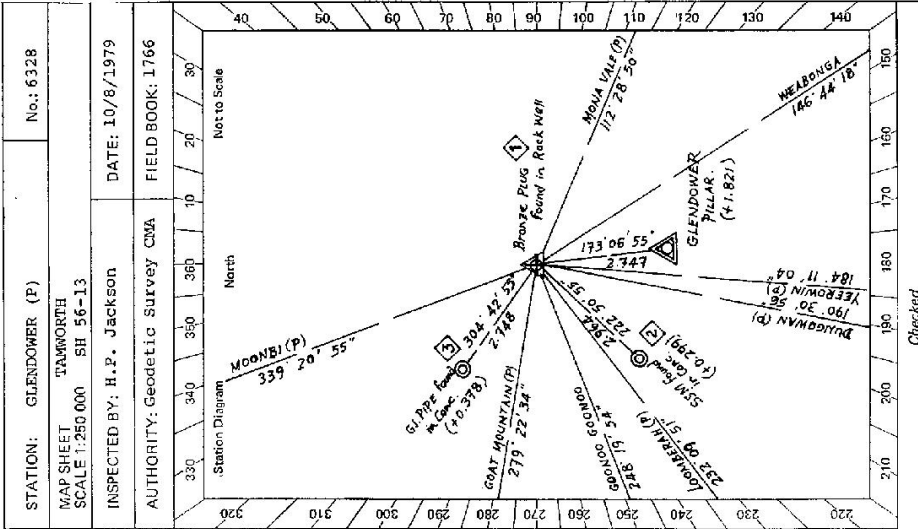 STATION: GLENDOWER (P)
No.: 6328
MAP SHEET TAMWORTH
SCALE 1:250 000 SH 56-13
INSPECTED BY: H.P. Jackson
DATE: 10/8/1979
AUTHORITY: Geodetic Survey CMA
FIELD BOOK: 1766
330 340 350 360 10 20 30
Station Diagram
North
Not to Scale
40 50 60 70 80 90 100 110 120 130 140
150 160 170 180 190 200 210
220 230 240 250 260 270 280 290 300 310 320
MOONBI (P)
339° 20' 55"
3
G.I. PIPE found
in Conc.
(+0.378)
304° 42' 53"
2.748
1
Bronze PLUG
found in Rock Well
MONA VALE (P)
112° 28' 50"
WEABONGA
146° 44' 18"
GOAT MOUNTAIN (P)
279° 22' 34"
GOONOO GOONOO
248° 19' 54"
LOOMBERAH (P)
232° 09' 51"
222° 50' 55"
2.964
2
SSM found
in Conc.
(+0.299)
173° 06' 55"
2.747
GLENDOWER
PILLAR.
(+1.821)
YEEROWIN (P)
184° 11' 04"
DUNGOWAN (P)
190° 30' 56"
Checked